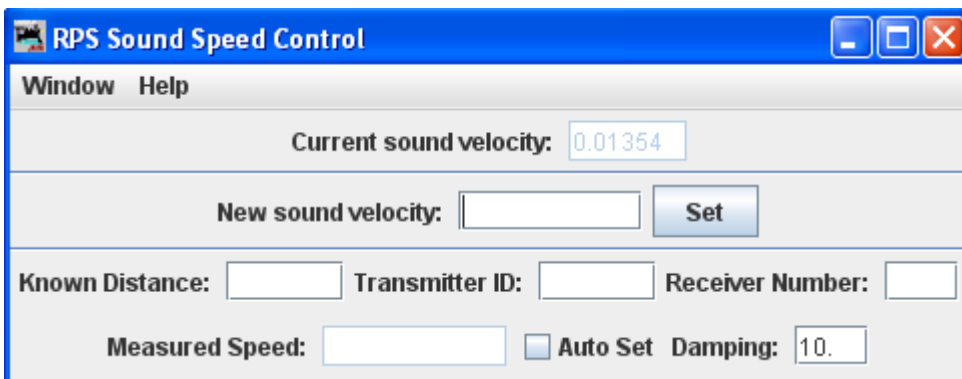 RPS Sound Speed Control
Window Help
Current sound velocity: 0.01354
New sound velocity: Set
Known Distance: Transmitter ID: Receiver Number:
Measured Speed: Auto Set Damping: 10.